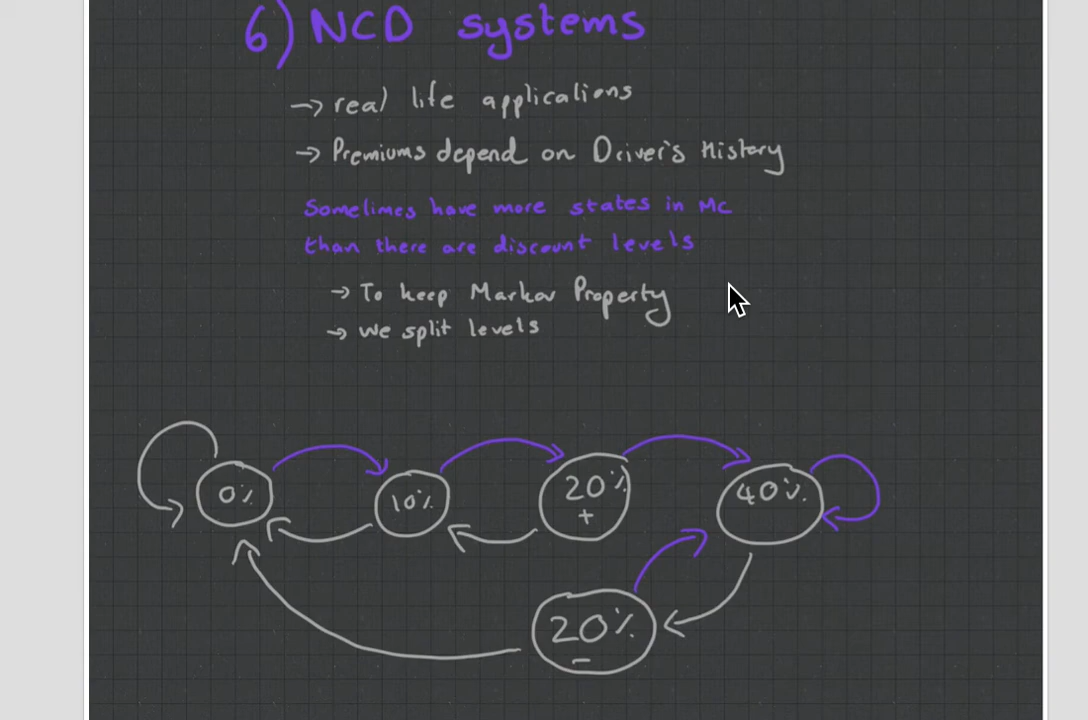 6) NCD systems
→ real life applications
→ Premiums depend on Driver's History
Sometimes have more states in MC
than there are discount levels
→ To keep Markov Property
→ we split levels
0% 10% 20% + 40%
20% -